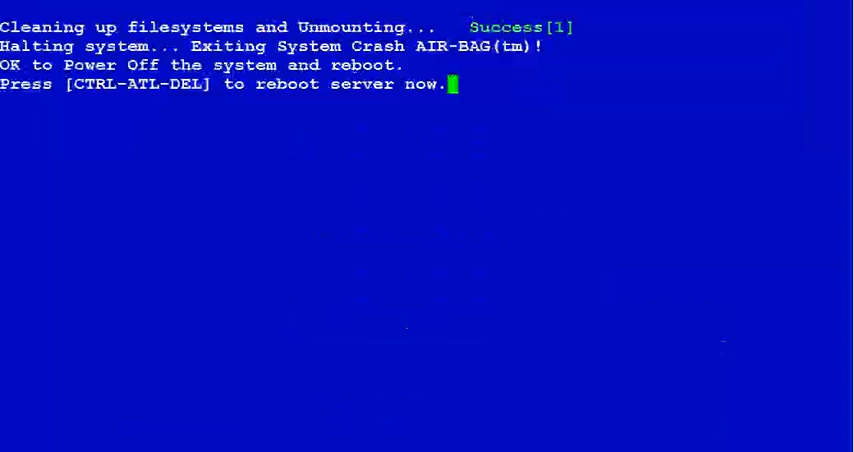 Cleaning up filesystems and Unmounting... Success[1]
Halting system... Exiting System Crash AIR-BAG(tm)!
OK to Power Off the system and reboot.
Press [CTRL-ATL-DEL] to reboot server now.